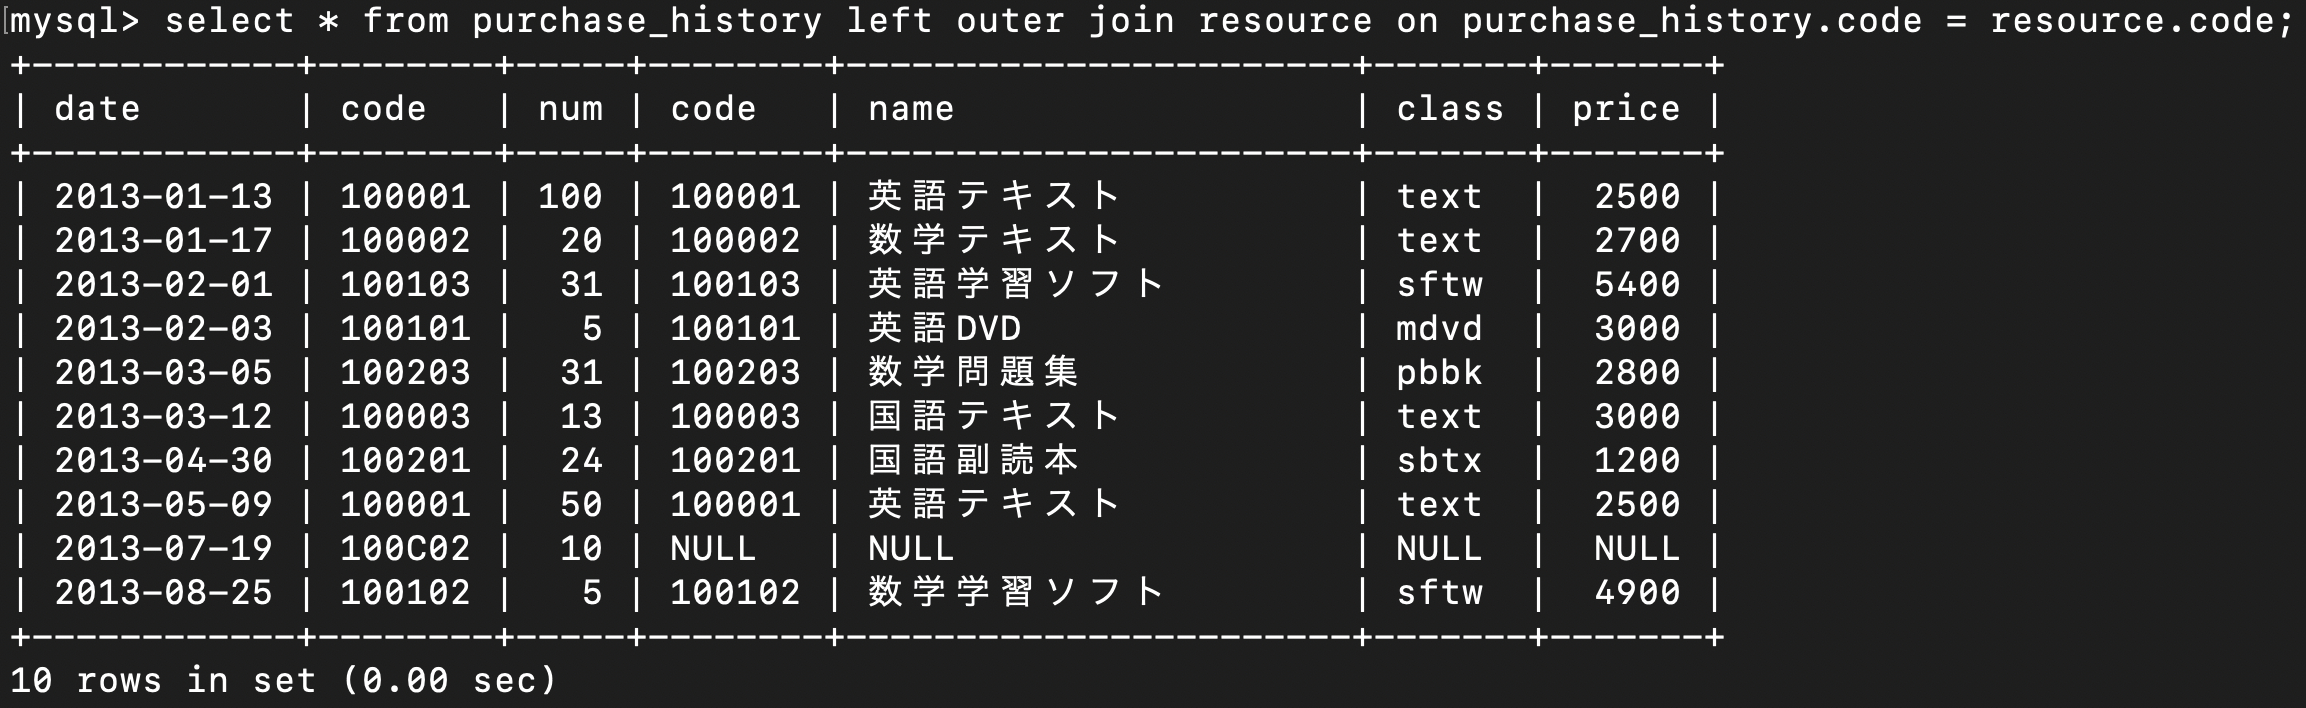 mysql> select * from purchase_history left outer join resource on purchase_history.code = resource.code;
+------------+--------+-----+--------+-----------------------+-------+-------+
| date       | code   | num | code   | name                  | class | price |
+------------+--------+-----+--------+-----------------------+-------+-------+
| 2013-01-13 | 100001 | 100 | 100001 | 英語テキスト          | text  |  2500 |
| 2013-01-17 | 100002 |  20 | 100002 | 数学テキスト          | text  |  2700 |
| 2013-02-01 | 100103 |  31 | 100103 | 英語学習ソフト        | sftw  |  5400 |
| 2013-02-03 | 100101 |   5 | 100101 | 英語DVD               | mdvd  |  3000 |
| 2013-03-05 | 100203 |  31 | 100203 | 数学問題集            | pbbk  |  2800 |
| 2013-03-12 | 100003 |  13 | 100003 | 国語テキスト          | text  |  3000 |
| 2013-04-30 | 100201 |  24 | 100201 | 国語副読本            | sbtx  |  1200 |
| 2013-05-09 | 100001 |  50 | 100001 | 英語テキスト          | text  |  2500 |
| 2013-07-19 | 100C02 |  10 | NULL   | NULL                  | NULL  |  NULL |
| 2013-08-25 | 100102 |   5 | 100102 | 数学学習ソフト        | sftw  |  4900 |
+------------+--------+-----+--------+-----------------------+-------+-------+
10 rows in set (0.00 sec)